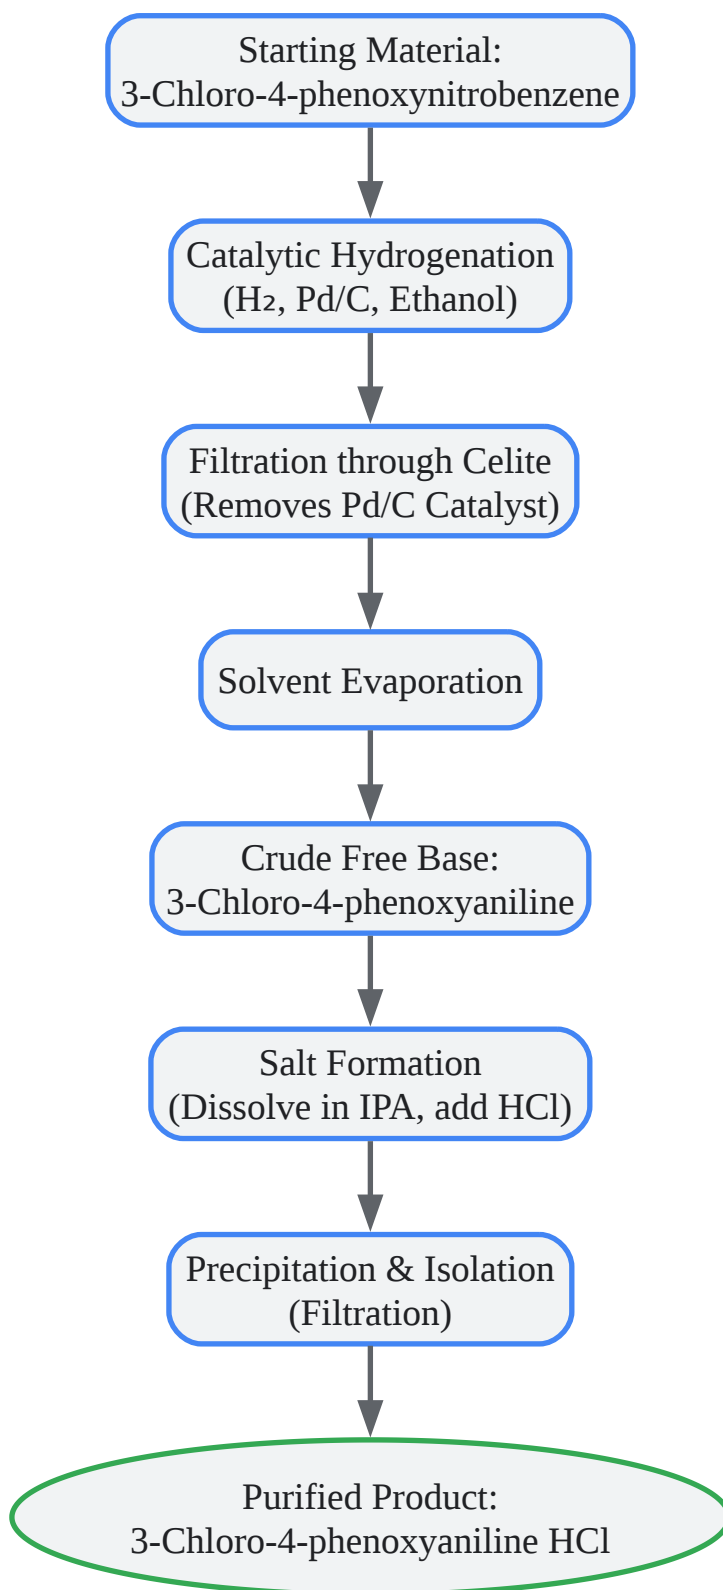 Starting Material:
3-Chloro-4-phenoxynitrobenzene
Catalytic Hydrogenation
(H₂, Pd/C, Ethanol)
Filtration through Celite
(Removes Pd/C Catalyst)
Solvent Evaporation
Crude Free Base:
3-Chloro-4-phenoxyaniline
Salt Formation
(Dissolve in IPA, add HCl)
Precipitation & Isolation
(Filtration)
Purified Product:
3-Chloro-4-phenoxyaniline HCl